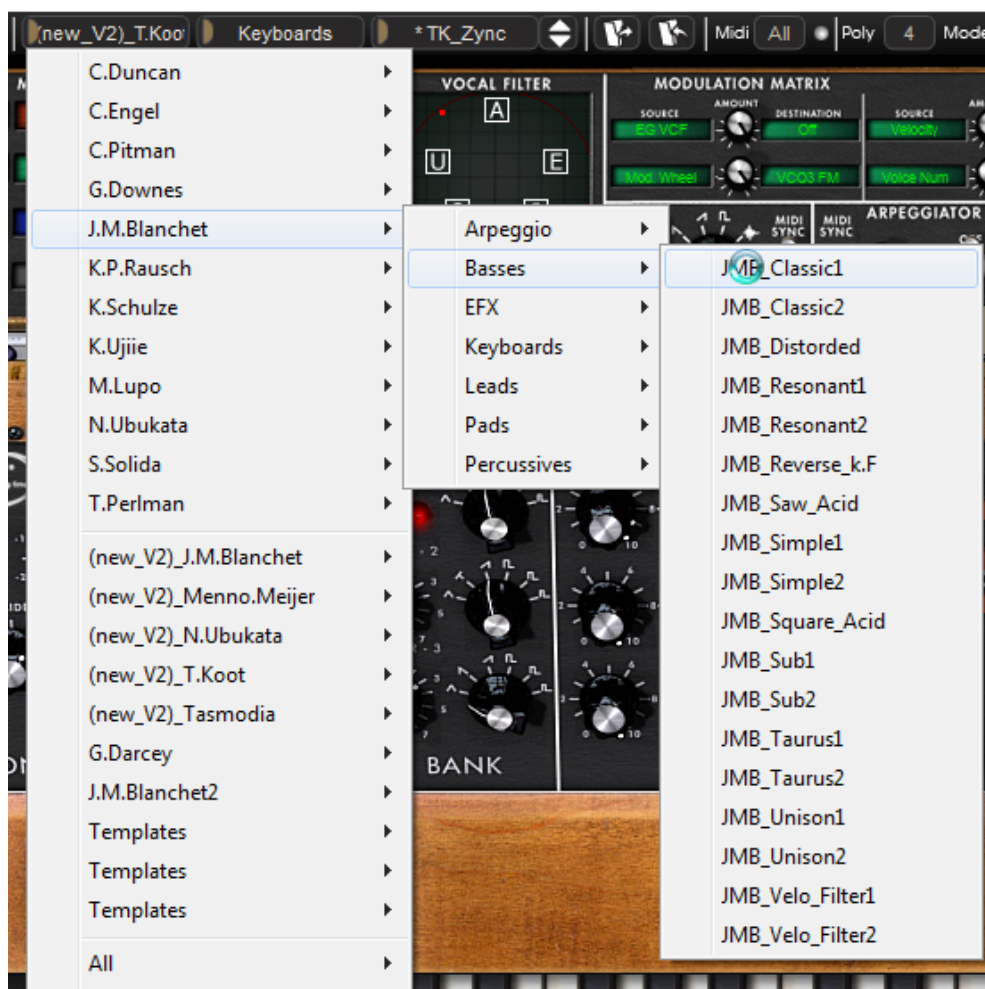 (new_V2)_T.Koo Keyboards * TK_Zync Midi All Poly 4 Mode
VOCAL FILTER
A
U E
MODULATION MATRIX
SOURCE AMOUNT DESTINATION SOURCE
EG VCF Off Velocity
Mod. Wheel VCO3 FM Voice Num
MIDI SYNC MIDI SYNC ARPEGGIATOR
C.Duncan
C.Engel
C.Pitman
G.Downes
J.M.Blanchet
K.P.Rausch
K.Schulze
K.Ujiie
M.Lupo
N.Ubukata
S.Solida
T.Perlman
(new_V2)_J.M.Blanchet
(new_V2)_Menno.Meijer
(new_V2)_N.Ubukata
(new_V2)_T.Koot
(new_V2)_Tasmodia
G.Darcey
J.M.Blanchet2
Templates
Templates
Templates
All
Arpeggio
Basses
EFX
Keyboards
Leads
Pads
Percussives
JMB_Classic1
JMB_Classic2
JMB_Distorded
JMB_Resonant1
JMB_Resonant2
JMB_Reverse_k.F
JMB_Saw_Acid
JMB_Simple1
JMB_Simple2
JMB_Square_Acid
JMB_Sub1
JMB_Sub2
JMB_Taurus1
JMB_Taurus2
JMB_Unison1
JMB_Unison2
JMB_Velo_Filter1
JMB_Velo_Filter2
BANK